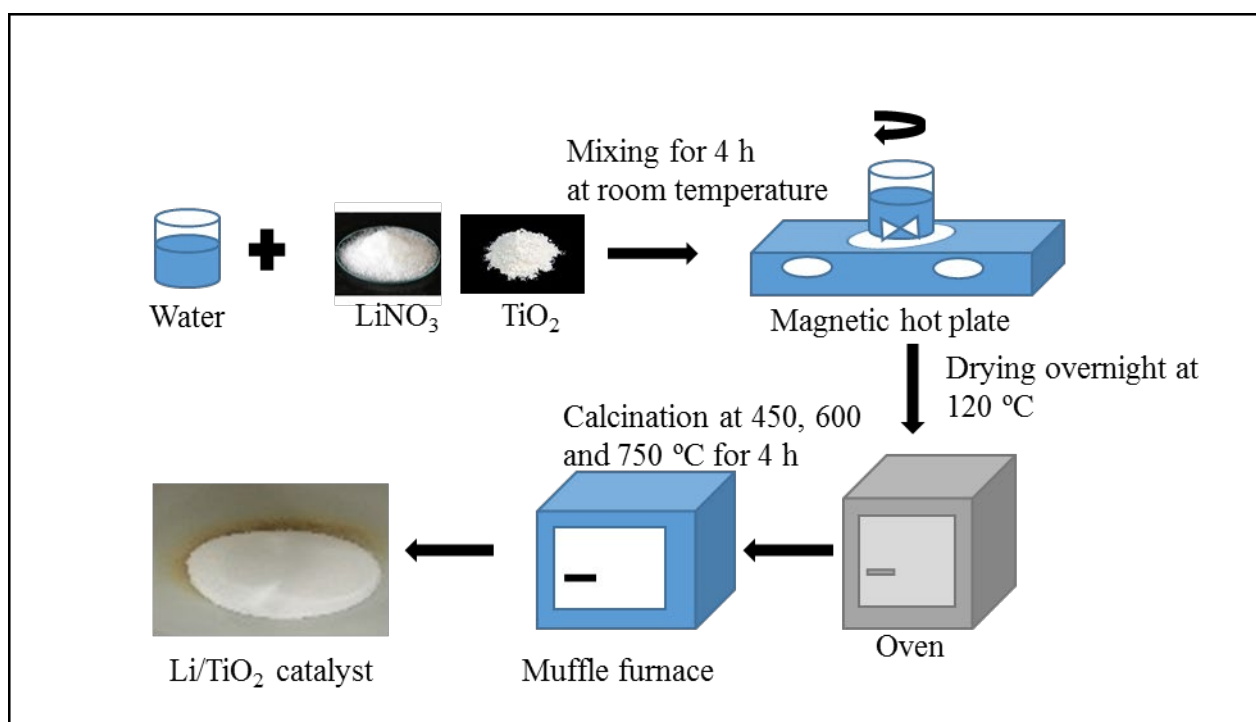 Mixing for 4 h
at room temperature
Water
LiNO₃
TiO₂
Magnetic hot plate
Drying overnight at
120 ºC
Calcination at 450, 600
and 750 ºC for 4 h
Oven
Muffle furnace
Li/TiO₂ catalyst